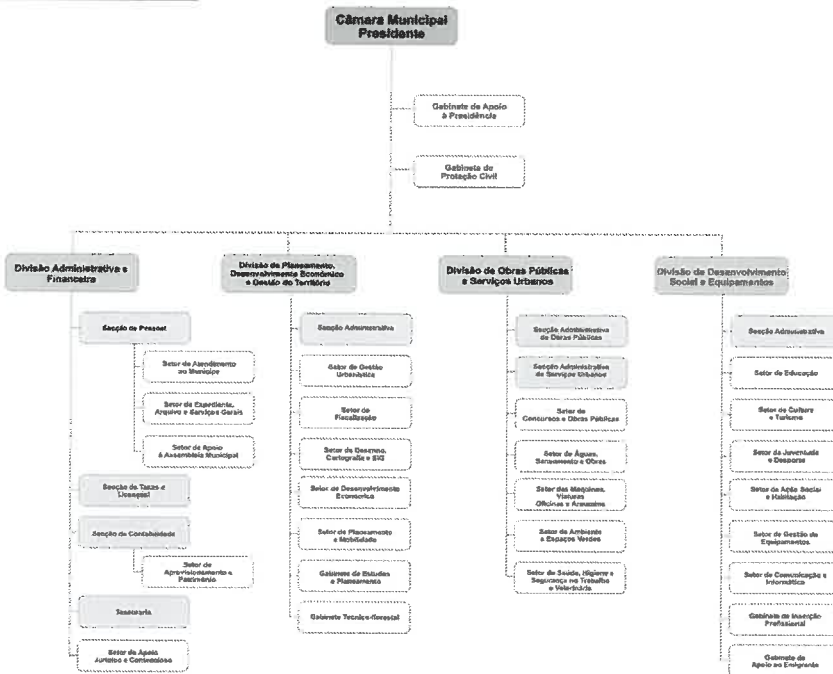 Câmara Municipal
Presidente
Gabinete de Apoio
à Presidência
Gabinete de
Proteção Civil
Divisão Administrativa e
Financeira
Secção de Pessoal
Setor de Atendimento
ao Munícipe
Setor de Expediente,
Arquivo e Serviços Gerais
Setor de Apoio
à Assembleia Municipal
Secção de Taxas e
Licenças
Secção de Contabilidade
Setor de
Aprovisionamento e
Património
Tesouraria
Setor de Apoio
Jurídico e Contencioso
Divisão de Planeamento,
Desenvolvimento Económico
e Gestão do Território
Secção Administrativa
Setor de Gestão
Urbanística
Setor de
Fiscalização
Setor de Desenho,
Cartografia e SIG
Setor de Desenvolvimento
Económico
Setor de Planeamento
e Mobilidade
Gabinete de Estudos
e Planeamento
Gabinete Tecnico-florestal
Divisão de Obras Públicas
e Serviços Urbanos
Secção Administrativa
de Obras Públicas
Secção Administrativa
de Serviços Urbanos
Setor de
Concursos e Obras Públicas
Setor de Águas,
Saneamento e Obras
Setor das Maquinas,
Viaturas
Oficinas e Armazéns
Setor de Ambiente
e Espaços Verdes
Setor de Saúde, Higiene e
Segurança no Trabalho
e Veterinária
Divisão de Desenvolvimento
Social e Equipamentos
Secção Administrativa
Setor de Educação
Setor de Cultura
e Turismo
Setor da Juventude
e Desporto
Setor de Ação Social
e Habitação
Setor de Gestão de
Equipamentos
Setor de Comunicação e
Informática
Gabinete de Inserção
Profissional
Gabinete de
Apoio ao Emigrante